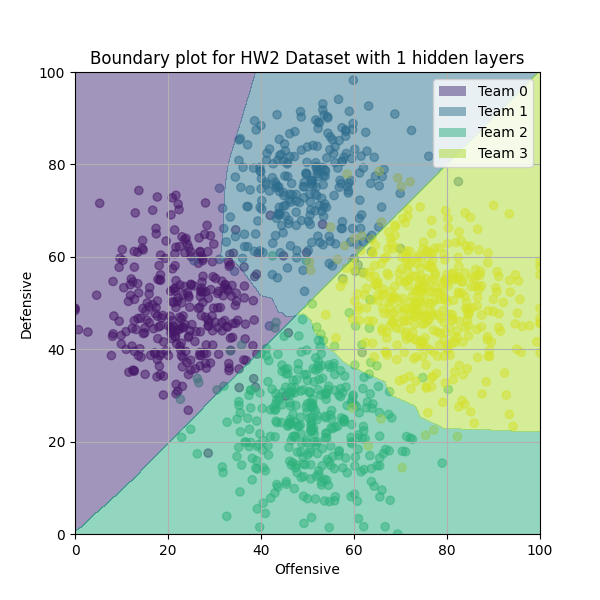 Boundary plot for HW2 Dataset with 1 hidden layers
Team 0
Team 1
Team 2
Team 3
100
80
60
40
20
0
Defensive
0 20 40 60 80 100
Offensive